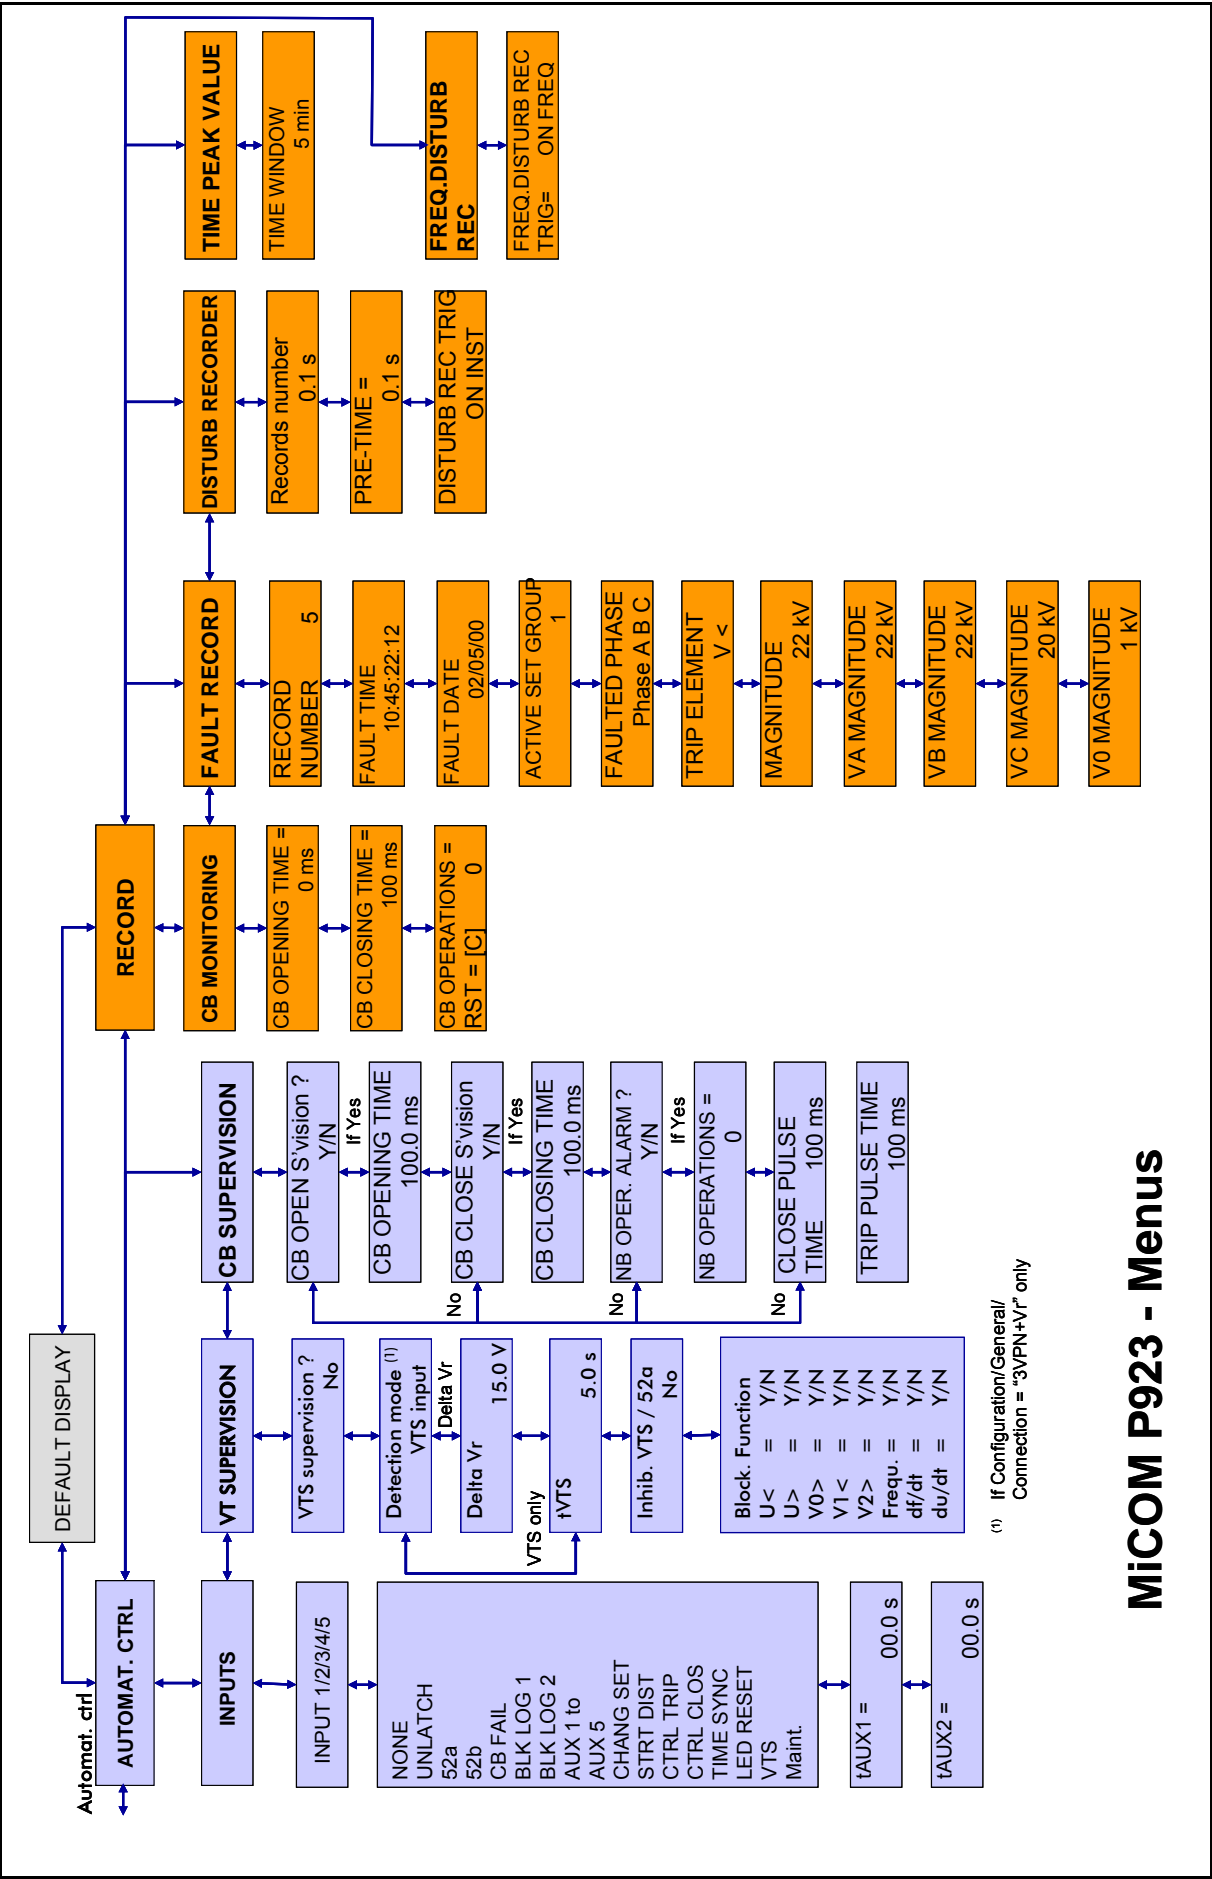 DEFAULT DISPLAY
Automat. ctrl
AUTOMAT. CTRL
INPUTS
INPUT 1/2/3/4/5
NONE
UNLATCH
52a
52b
CB FAIL
BLK LOG 1
BLK LOG 2
AUX 1 to
AUX 5
CHANG SET
STRT DIST
CTRL TRIP
CTRL CLOS
TIME SYNC
LED RESET
VTS
Maint.
tAUX1 =
00.0 s
tAUX2 =
00.0 s
VT SUPERVISION
VTS supervision ?
No
Detection mode (1)
VTS input
Delta Vr
Delta Vr
15.0 V
VTS only
tVTS
5.0 s
Inhib. VTS / 52a
No
Block. Function
U< = Y/N
U> = Y/N
V0> = Y/N
V1< = Y/N
V2> = Y/N
Frequ. = Y/N
df/dt = Y/N
du/dt = Y/N
CB SUPERVISION
CB OPEN S'vision ?
Y/N
If Yes
CB OPENING TIME
100.0 ms
No
CB CLOSE S'vision
Y/N
If Yes
CB CLOSING TIME
100.0 ms
No
NB OPER. ALARM ?
Y/N
If Yes
NB OPERATIONS =
0
No
CLOSE PULSE
TIME 100 ms
TRIP PULSE TIME
100 ms
RECORD
CB MONITORING
CB OPENING TIME =
0 ms
CB CLOSING TIME =
100 ms
CB OPERATIONS =
RST = [C] 0
FAULT RECORD
RECORD
NUMBER 5
FAULT TIME
10:45:22:12
FAULT DATE
02/05/00
ACTIVE SET GROUP
1
FAULTED PHASE
Phase A B C
TRIP ELEMENT
V <
MAGNITUDE
22 kV
VA MAGNITUDE
22 kV
VB MAGNITUDE
22 kV
VC MAGNITUDE
20 kV
V0 MAGNITUDE
1 kV
DISTURB RECORDER
Records number
0.1 s
PRE-TIME =
0.1 s
DISTURB REC TRIG
ON INST
TIME PEAK VALUE
TIME WINDOW
5 min
FREQ.DISTURB
REC
FREQ.DISTURB REC
TRIG= ON FREQ
(1) If Configuration/General/
Connection = "3VPN+Vr" only
MiCOM P923 - Menus